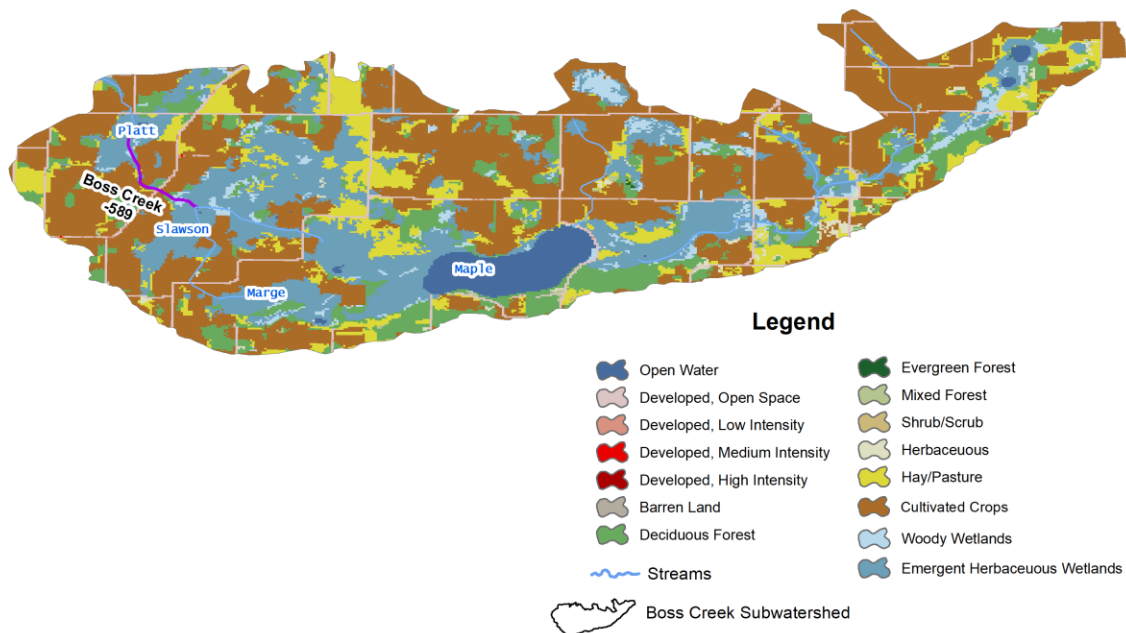 Platt
Boss Creek
-589
Slawson
Maple
Marge
Legend
Open Water
Developed, Open Space
Developed, Low Intensity
Developed, Medium Intensity
Developed, High Intensity
Barren Land
Deciduous Forest
Evergreen Forest
Mixed Forest
Shrub/Scrub
Herbaceuous
Hay/Pasture
Cultivated Crops
Woody Wetlands
Emergent Herbaceuous Wetlands
Streams
Boss Creek Subwatershed